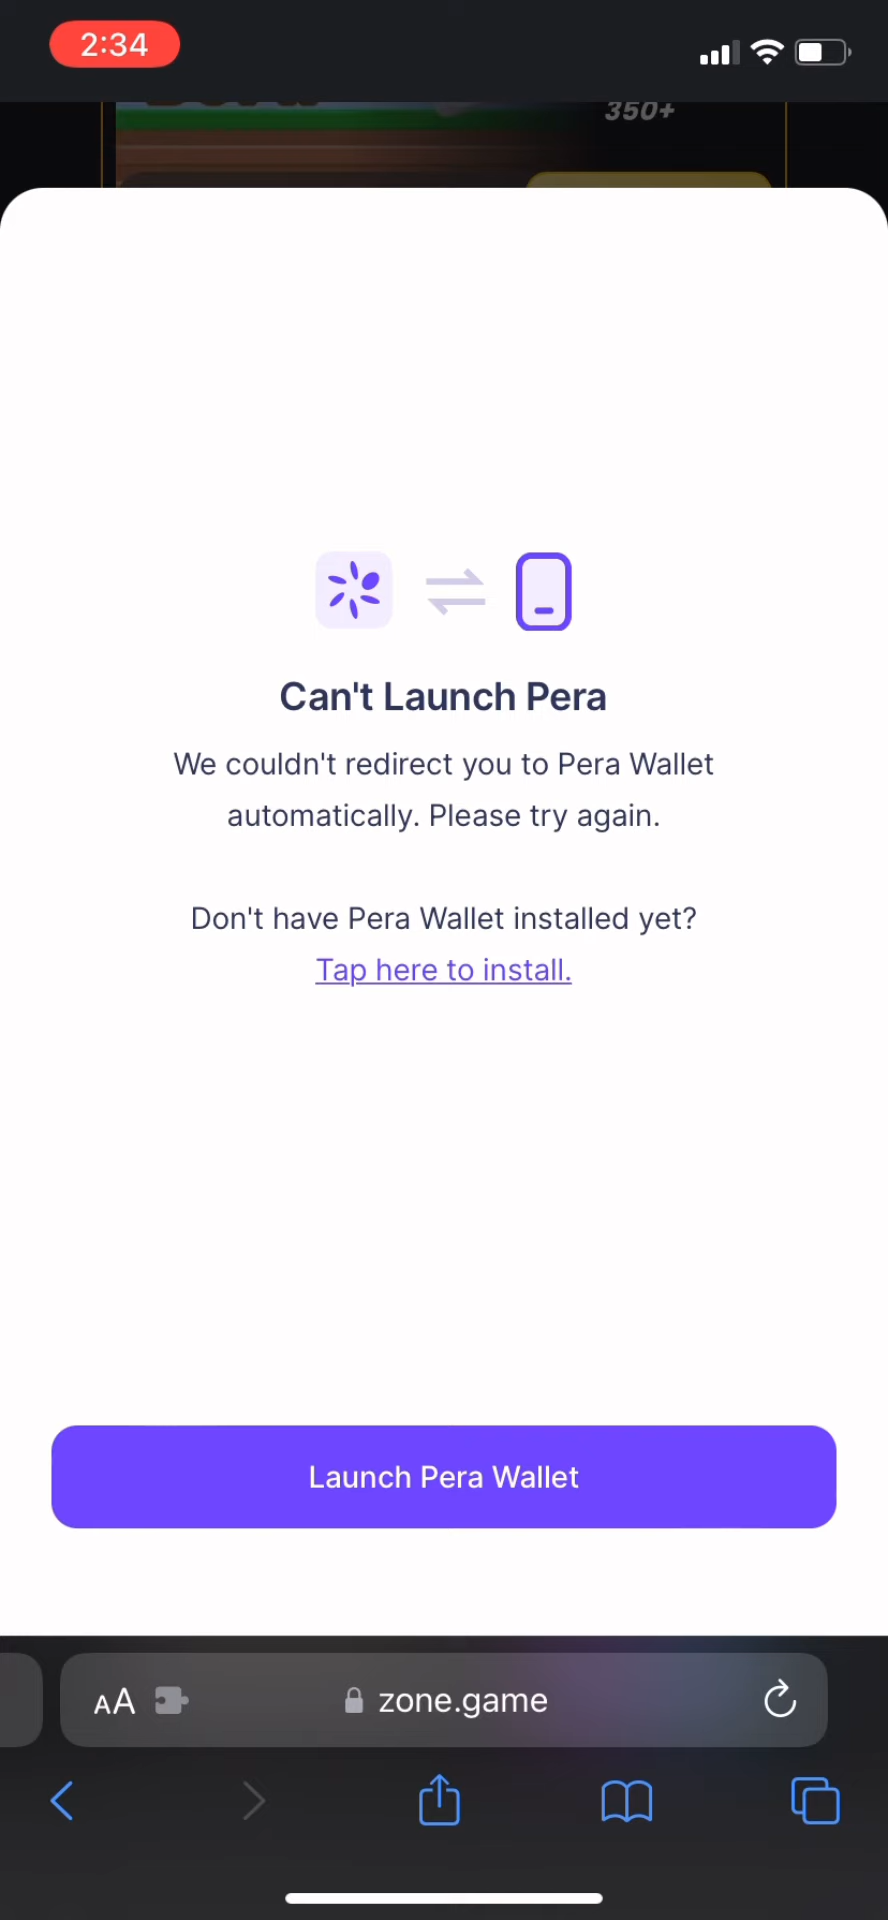 2:34
350+
Can't Launch Pera
We couldn't redirect you to Pera Wallet
automatically. Please try again.
Don't have Pera Wallet installed yet?
Tap here to install.
Launch Pera Wallet
AA zone.game